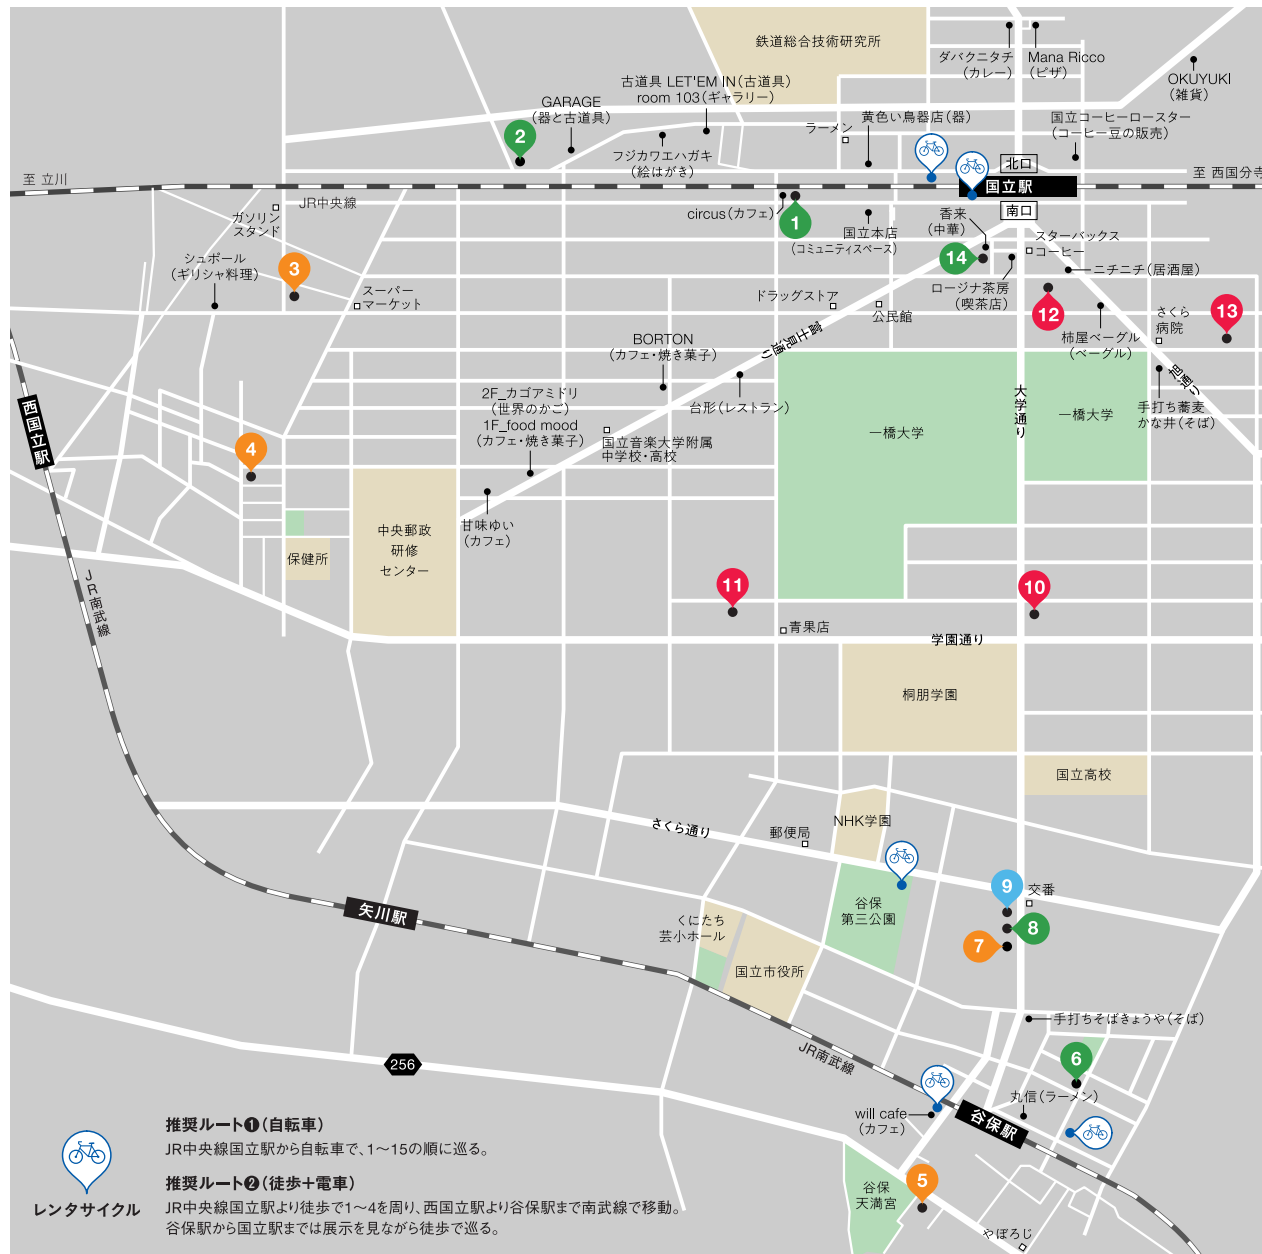 鉄道総合技術研究所
ダバクニタチ
(カレー)
Mana Ricco
(ピザ)
OKUYUKI
(雑貨)
古道具 LET'EM IN(古道具)
room 103(ギャラリー)
GARAGE
(器と古道具)
2
フジカワエハガキ
(絵はがき)
ラーメン
黄色い鳥器店(器)
国立コーヒーロースター
(コーヒー豆の販売)
至 立川
北口
至 西国分寺
国立駅
JR中央線
南口
ガソリン
スタンド
circus(カフェ)
1
(コミュニティスペース)
国立本店
香来
(中華)
スターバックス
コーヒー
14
ニチニチ(居酒屋)
シュポール
(ギリシャ料理)
3
スーパー
マーケット
ドラッグストア
公民館
ロージナ茶房
(喫茶店)
12
柿屋ベーグル
(ベーグル)
さくら
病院
13
富士見通り
BORTON
(カフェ・焼き菓子)
旭通り
台形(レストラン)
大学通り
一橋大学
一橋大学
手打ち蕎麦
かな井(そば)
2F_カゴアミドリ
(世界のかご)
1F_food mood
(カフェ・焼き菓子)
国立音楽大学附属
中学校・高校
西国立駅
4
甘味ゆい
(カフェ)
中央郵政
研修
センター
保健所
JR南武線
11
10
青果店
学園通り
桐朋学園
国立高校
さくら通り
郵便局
NHK学園
9
交番
谷保
第三公園
8
7
矢川駅
くにたち
芸小ホール
国立市役所
手打ちそばきょうや(そば)
JR南武線
6
256
丸信(ラーメン)
will cafe
(カフェ)
谷保駅
5
谷保
天満宮
やぼろじ
レンタサイクル
推奨ルート❶(自転車)
JR中央線国立駅から自転車で、1〜15の順に巡る。
推奨ルート❷(徒歩+電車)
JR中央線国立駅より徒歩で1〜4を周り、西国立駅より谷保駅まで南武線で移動。
谷保駅から国立駅までは展示を見ながら徒歩で巡る。